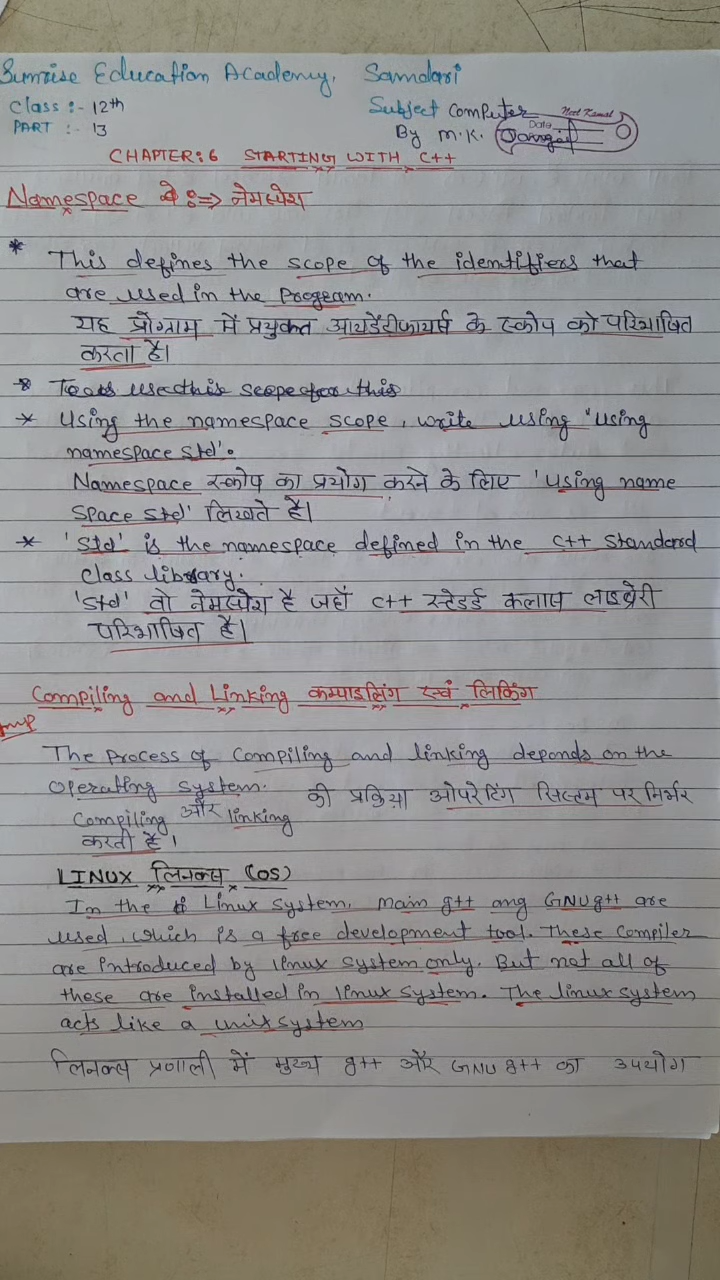 Sunrise Education Academy, Samdari
Class :- 12th
Subject Computer
PART :- 13
By M.K.
Neel Kamal
Date
CHAPTER:6 STARTING WITH C++
Namespace :=> नेमस्पेश
* This defines the scope of the identifiers that
are used in the Program.
यह प्रोग्राम में प्रयुक्त आयडेंटीफायर्स के स्कोप को परिभाषित
करता है।
* Using the namespace scope, write using 'using
namespace std'.
Namespace स्कोप का प्रयोग करने के लिए 'using name
space std' लिखते है।
* 'Std' is the namespace defined in the C++ standard
class library.
'std' वो नेमस्पेश है जहाँ C++ स्टेडर्ड कलास लाइब्रेरी
परिभाषित है।
Compiling and Linking कम्पाइलिंग एवं लिकिंग
Imp
The process of compiling and linking depends on the
operating system.
Compiling और linking की प्रक्रिया ओपरेटिंग सिस्टम पर निर्भर
करती है।
LINUX लिनक्स (OS)
In the Linux system, main g++ ang GNU g++ are
used, which is a free development tool. These compiler
are introduced by linux system only. But not all of
these are installed in linux system. The linux system
acts like a unix system
लिनक्स प्रणाली में मुख्य g++ और GNU g++ का उपयोग